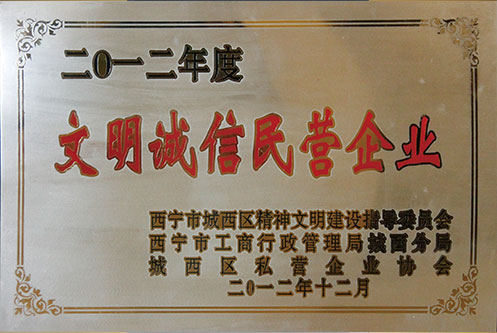 二〇一二年度
文明诚信民营企业
西宁市城西区精神文明建设指导委员会
西宁市工商行政管理局城西分局
城西区私营企业协会
二〇一二年十二月